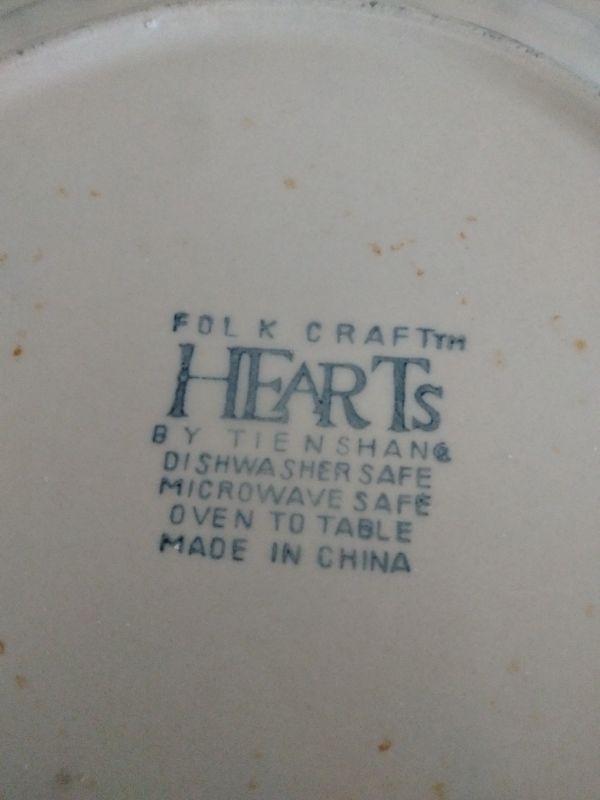 FOLK CRAFT™
HEARTS
BY TIENSHAN®
DISHWASHER SAFE
MICROWAVE SAFE
OVEN TO TABLE
MADE IN CHINA